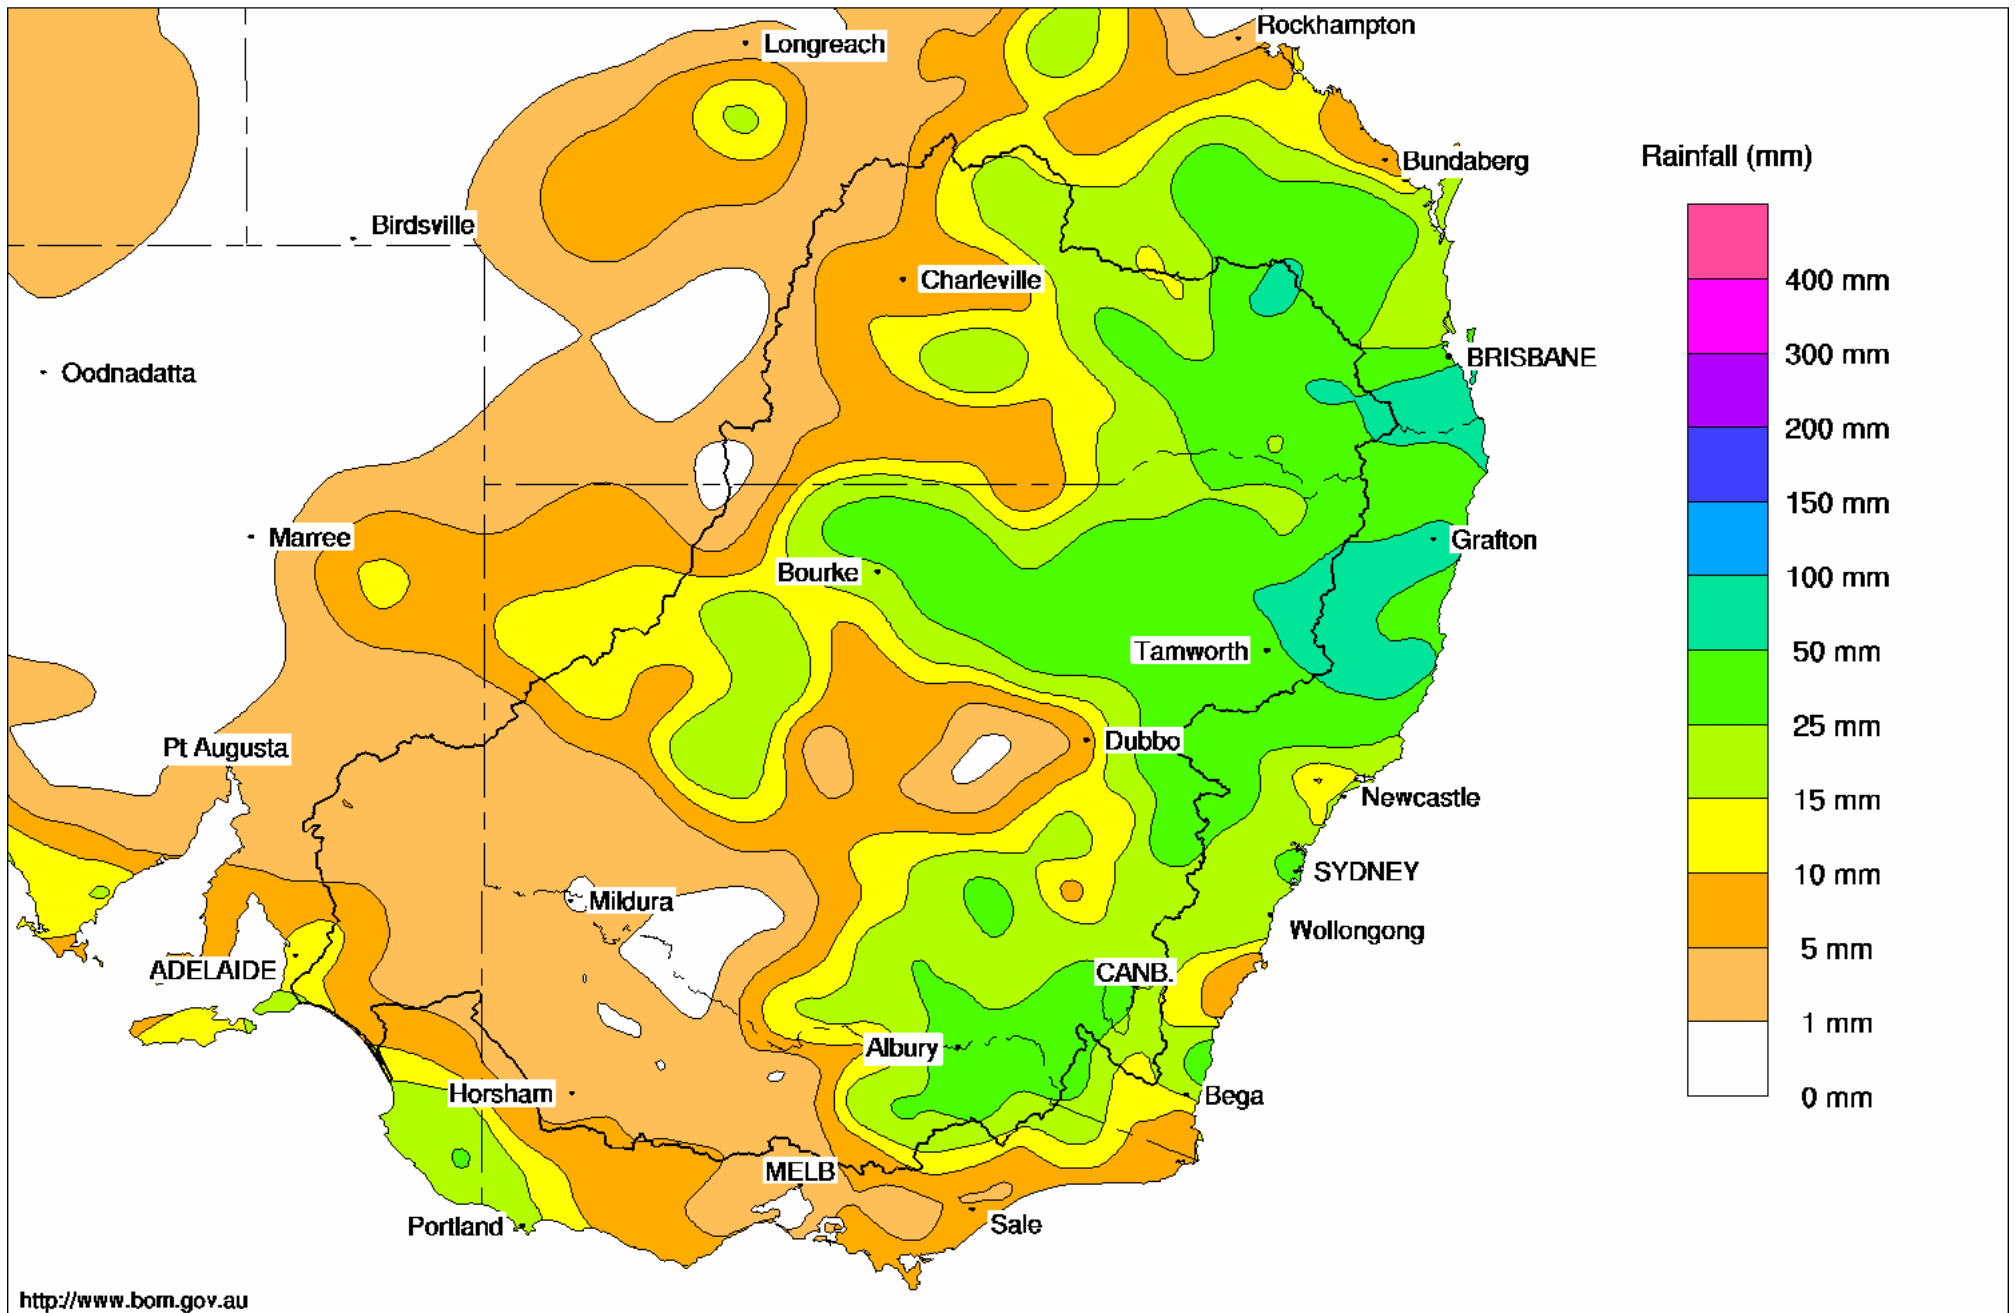 Rockhampton
Longreach
Bundaberg
Rainfall (mm)
Birdsville
Charleville
400 mm
300 mm
BRISBANE
Oodnadatta
200 mm
150 mm
Marree
Grafton
Bourke
100 mm
Tamworth
50 mm
25 mm
Pt Augusta
Dubbo
Newcastle
15 mm
SYDNEY
10 mm
Mildura
Wollongong
5 mm
ADELAIDE
CANB.
1 mm
Albury
Horsham
Bega
0 mm
MELB
Portland
Sale
http://www.bom.gov.au